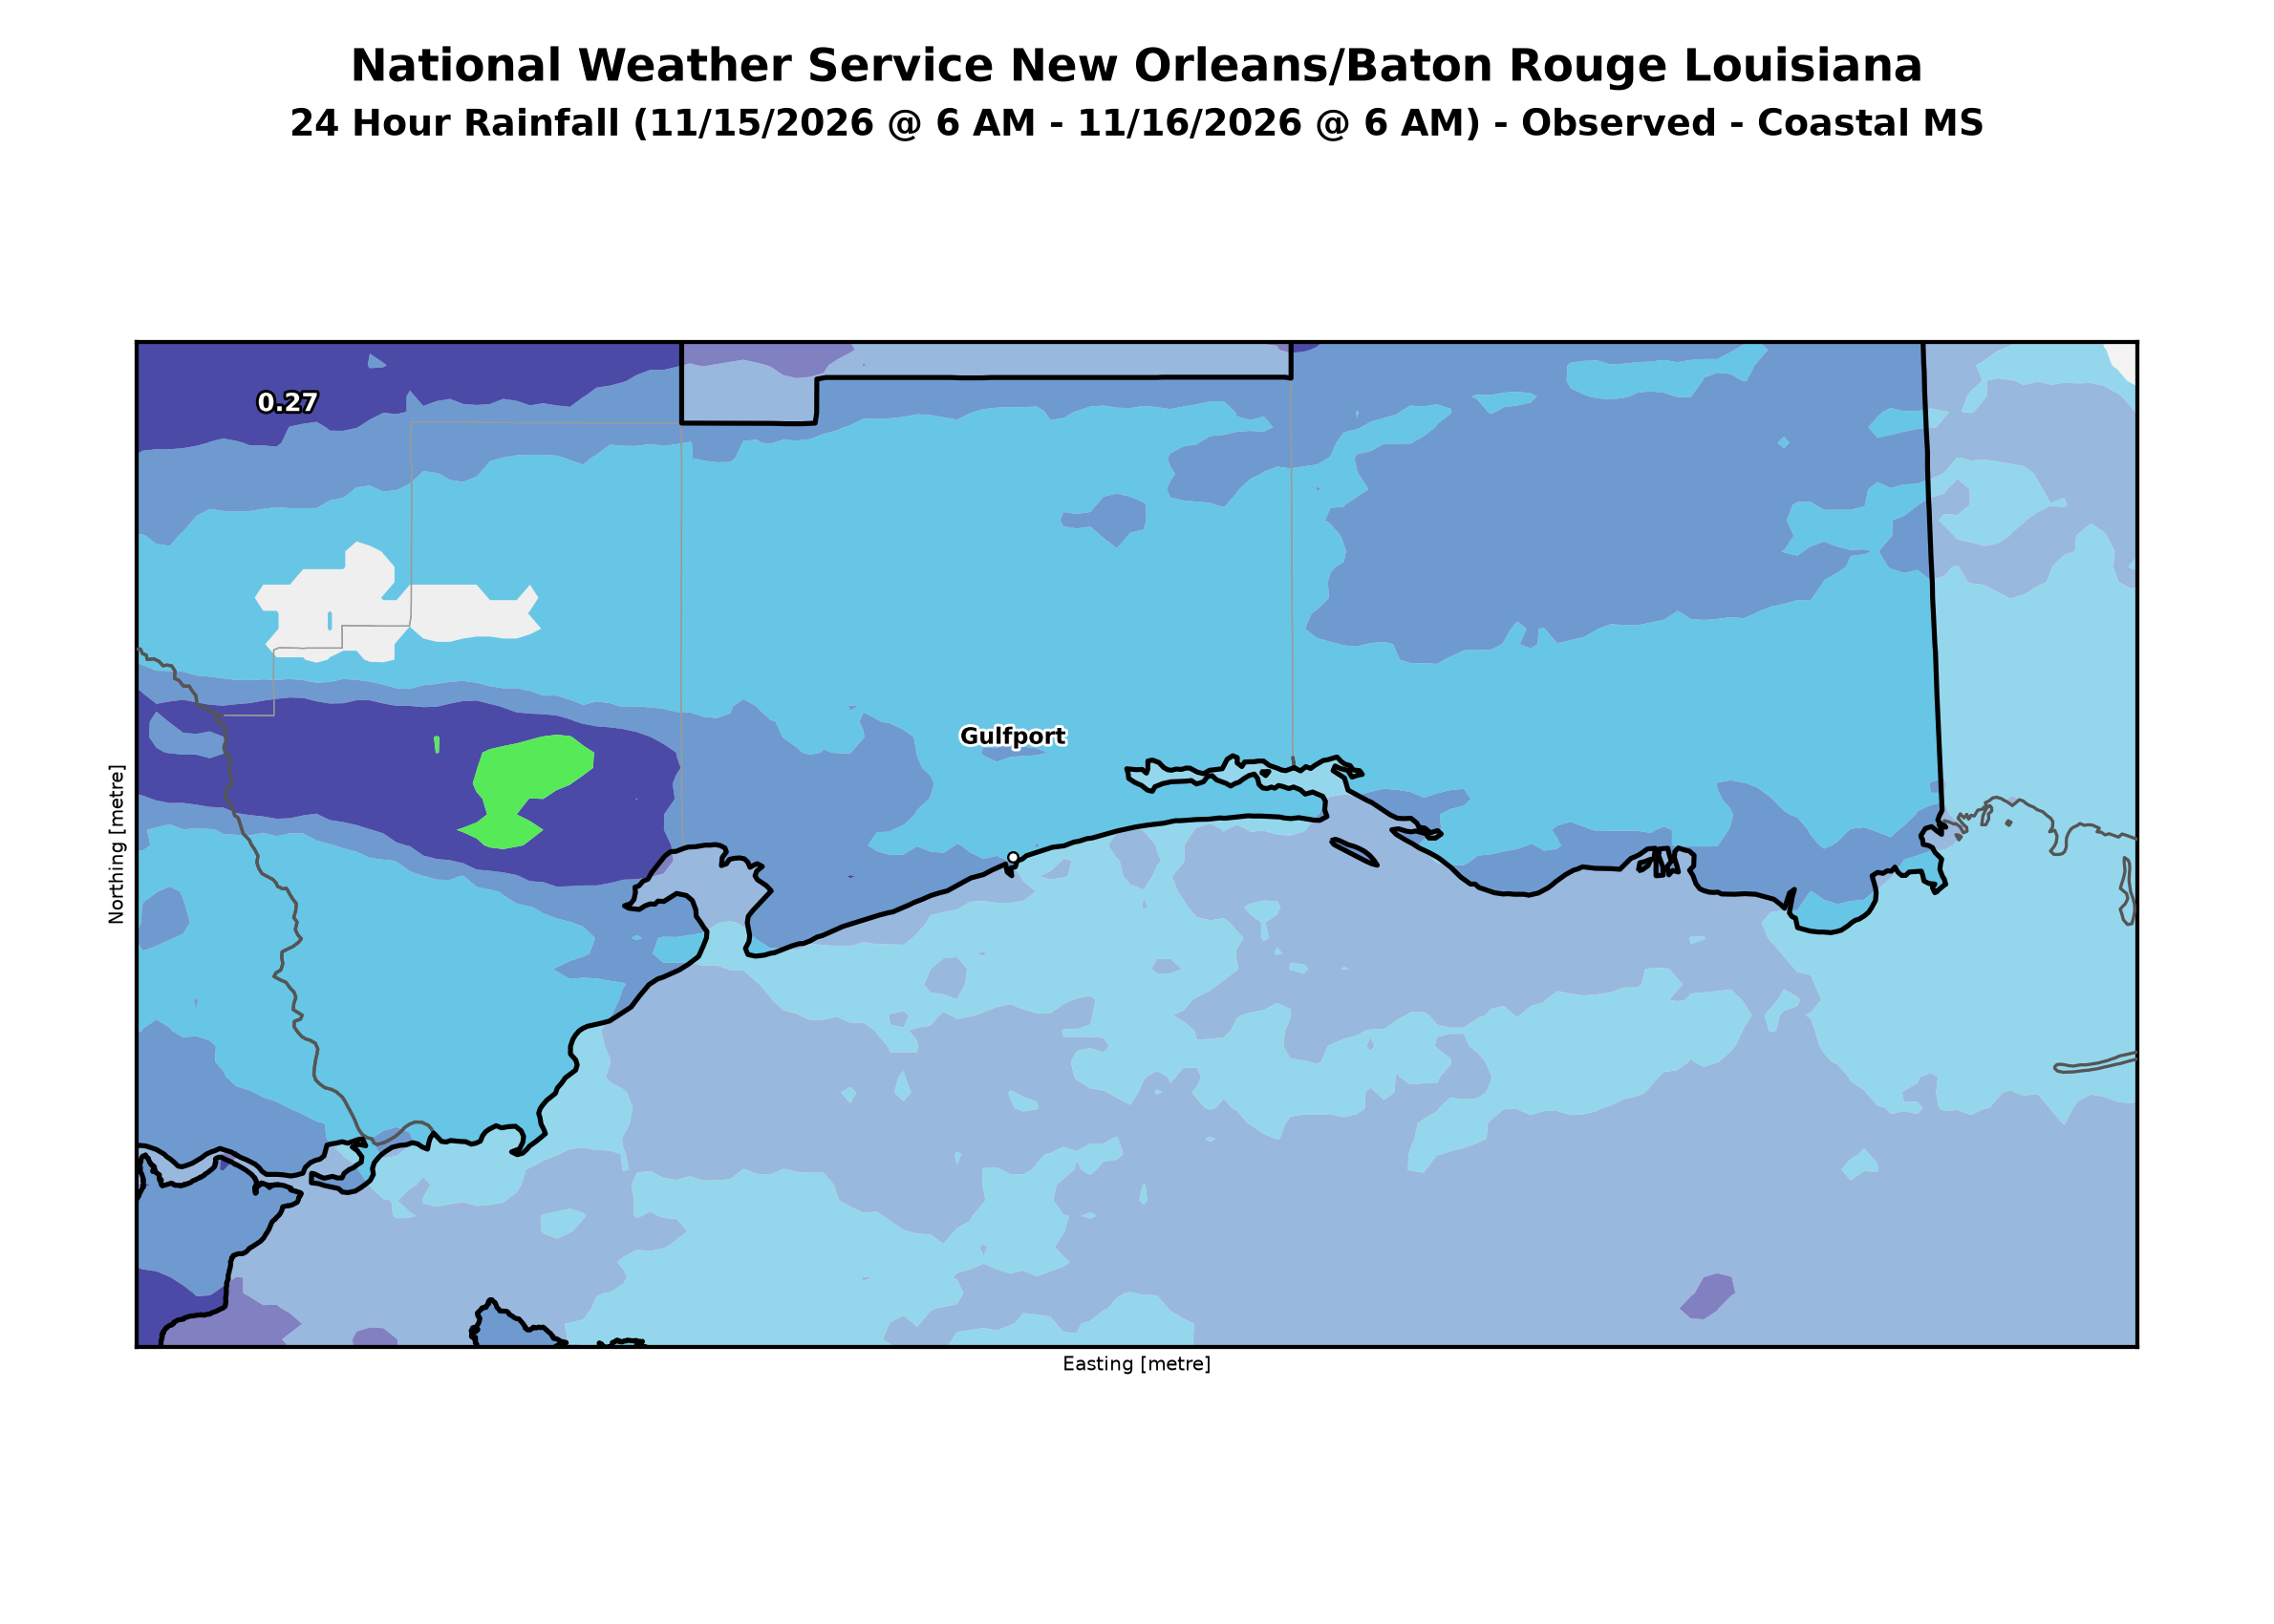 National Weather Service New Orleans/Baton Rouge Louisiana
24 Hour Rainfall (11/15/2026 @ 6 AM - 11/16/2026 @ 6 AM) - Observed - Coastal MS
0.27
Gulfport
Northing [metre]
Easting [metre]